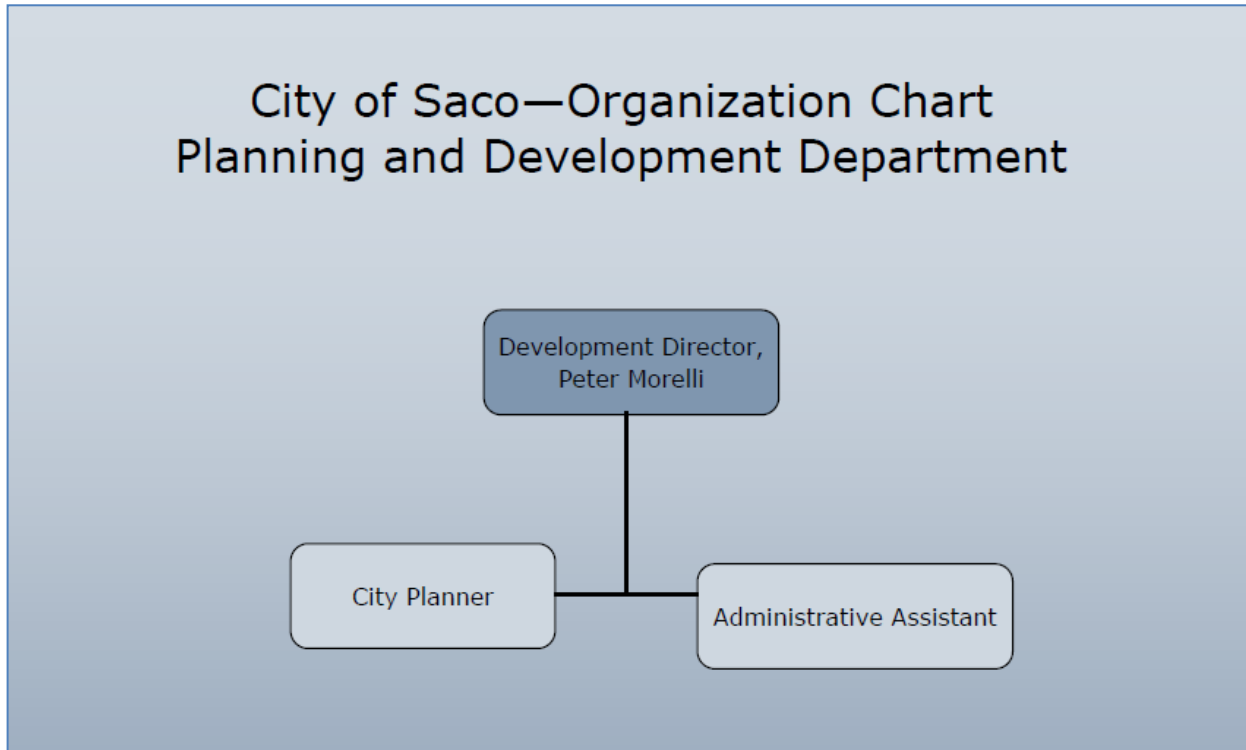 City of Saco—Organization Chart
Planning and Development Department
Development Director,
Peter Morelli
City Planner
Administrative Assistant